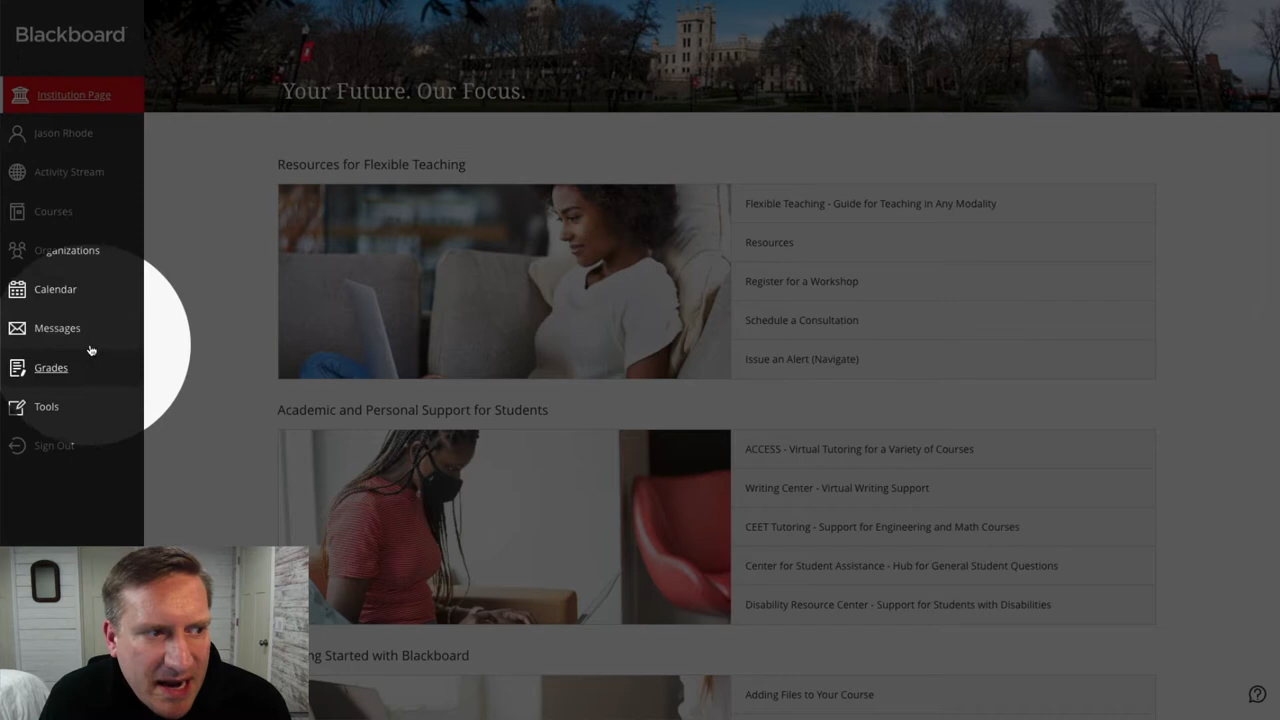 Blackboard
Institution Page
Jason Rhode
Activity Stream
Courses
Organizations
Calendar
Messages
Grades
Tools
Sign Out
Your Future. Our Focus.
Resources for Flexible Teaching
Flexible Teaching - Guide for Teaching in Any Modality
Resources
Register for a Workshop
Schedule a Consultation
Issue an Alert (Navigate)
Academic and Personal Support for Students
ACCESS - Virtual Tutoring for a Variety of Courses
Writing Center - Virtual Writing Support
CEET Tutoring - Support for Engineering and Math Courses
Center for Student Assistance - Hub for General Student Questions
Disability Resource Center - Support for Students with Disabilities
ng Started with Blackboard
Adding Files to Your Course